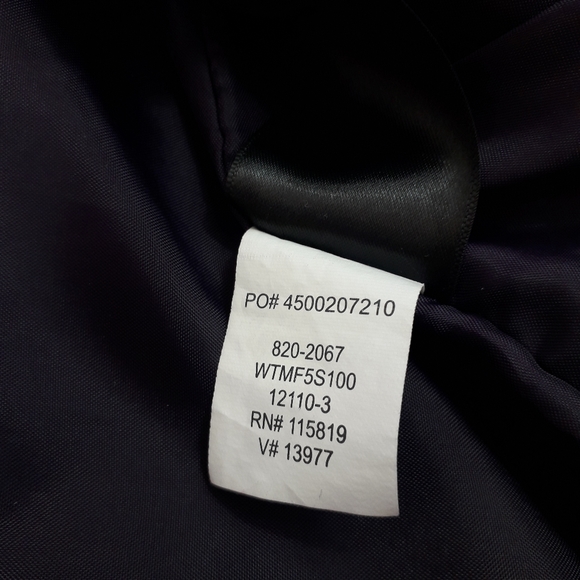 PO# 4500207210
820-2067
WTMF5S100
12110-3
RN# 115819
V# 13977